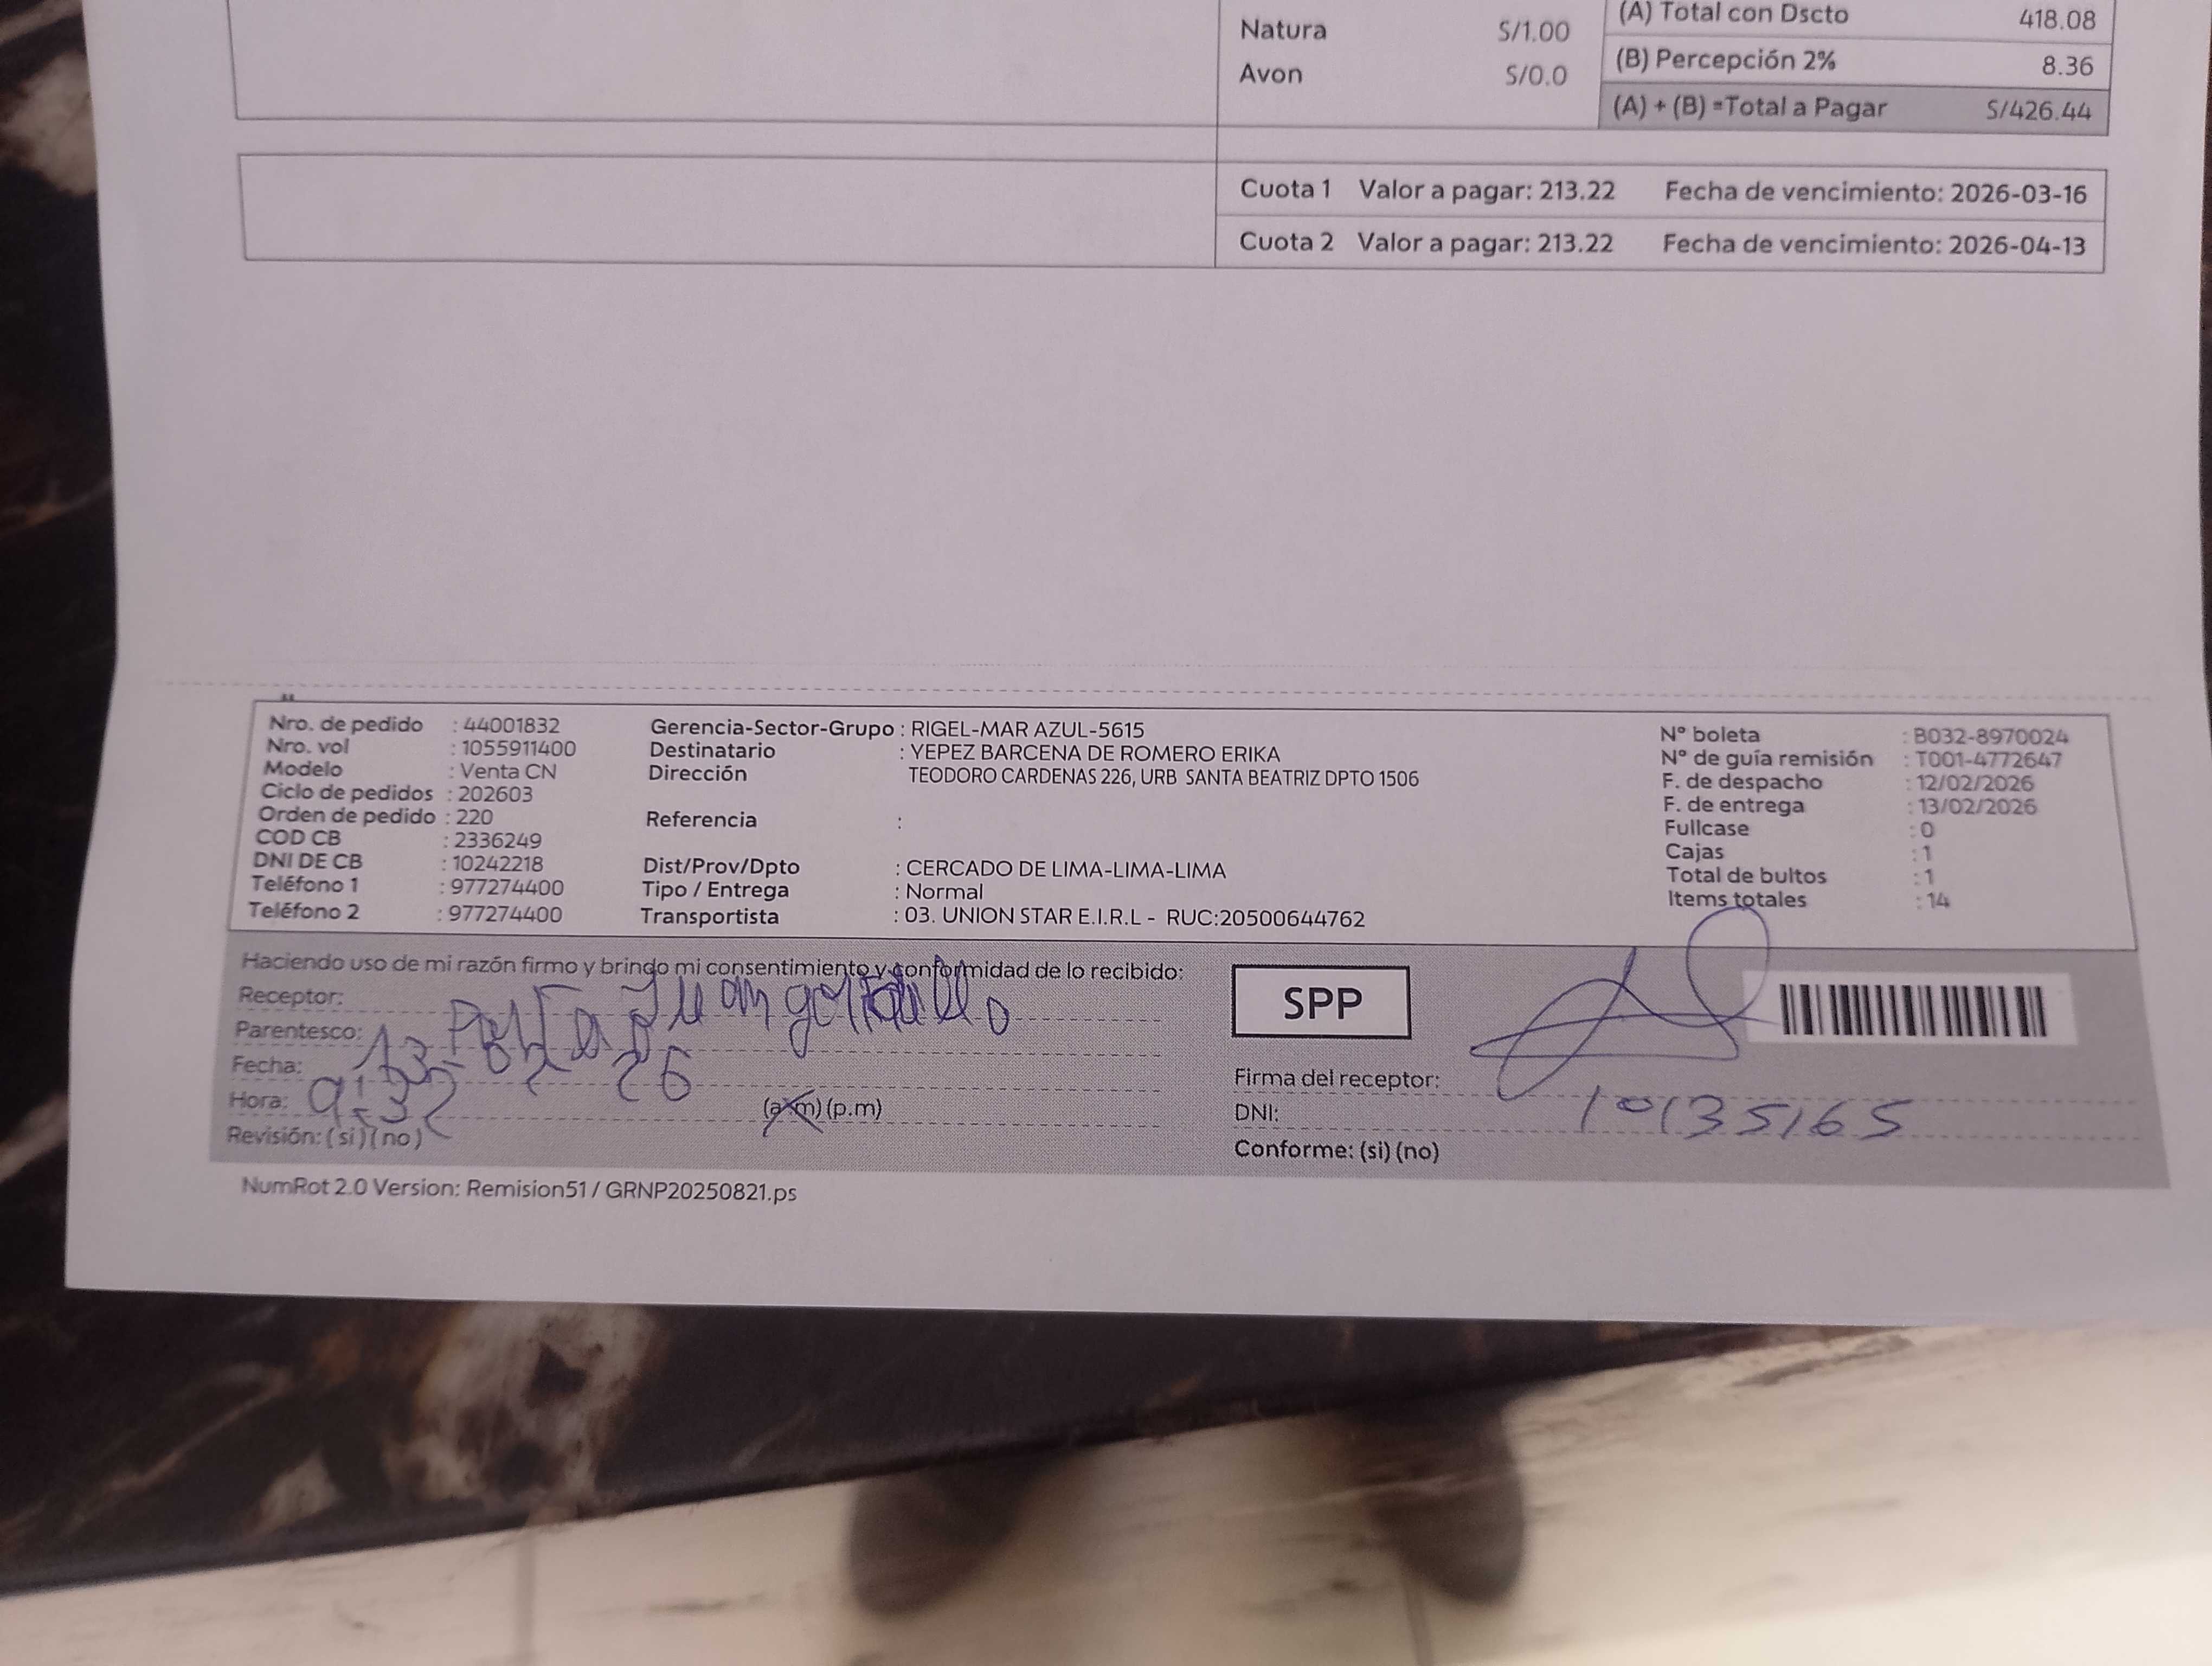 Natura S/1.00
Avon S/0.0
(A) Total con Dscto 418.08
(B) Percepción 2% 8.36
(A) + (B) =Total a Pagar S/426.44
Cuota 1 Valor a pagar: 213.22 Fecha de vencimiento: 2026-03-16
Cuota 2 Valor a pagar: 213.22 Fecha de vencimiento: 2026-04-13
Nro. de pedido : 44001832
Nro. vol : 1055911400
Modelo : Venta CN
Ciclo de pedidos : 202603
Orden de pedido : 220
COD CB : 2336249
DNI DE CB : 10242218
Teléfono 1 : 977274400
Teléfono 2 : 977274400
Gerencia-Sector-Grupo : RIGEL-MAR AZUL-5615
Destinatario : YEPEZ BARCENA DE ROMERO ERIKA
Dirección TEODORO CARDENAS 226, URB SANTA BEATRIZ DPTO 1506
Referencia :
Dist/Prov/Dpto : CERCADO DE LIMA-LIMA-LIMA
Tipo / Entrega : Normal
Transportista : 03. UNION STAR E.I.R.L - RUC:20500644762
N° boleta : B032-8970024
N° de guía remisión : T001-4772647
F. de despacho : 12/02/2026
F. de entrega : 13/02/2026
Fullcase : 0
Cajas : 1
Total de bultos : 1
Items totales : 14
Haciendo uso de mi razón firmo y brindo mi consentimiento y conformidad de lo recibido:
Receptor: Juan
Parentesco:
Fecha: 13 26
Hora: 9:32 (a.m) (p.m)
Revisión: (si) (no)
SPP
Firma del receptor:
DNI: 10135165
Conforme: (si) (no)
NumRot 2.0 Version: Remision51 / GRNP20250821.ps